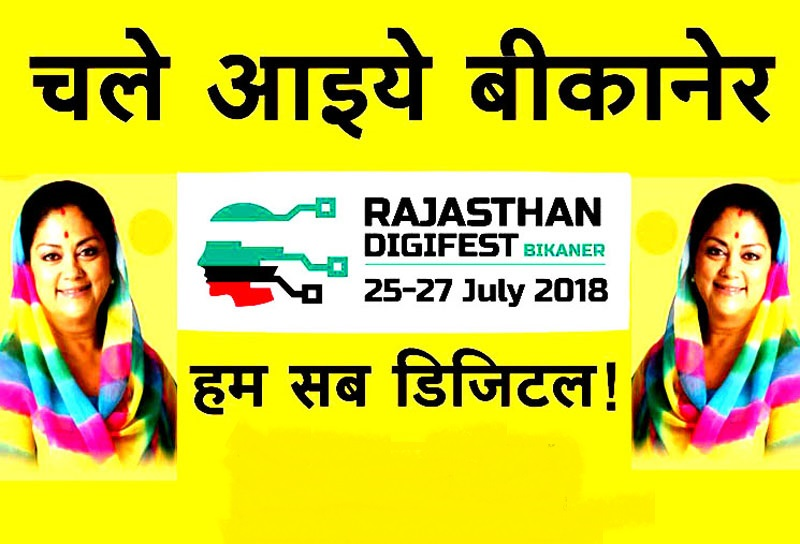 चले आइये बीकानेर
RAJASTHAN
DIGIFEST BIKANER
25-27 July 2018
हम सब डिजिटल!